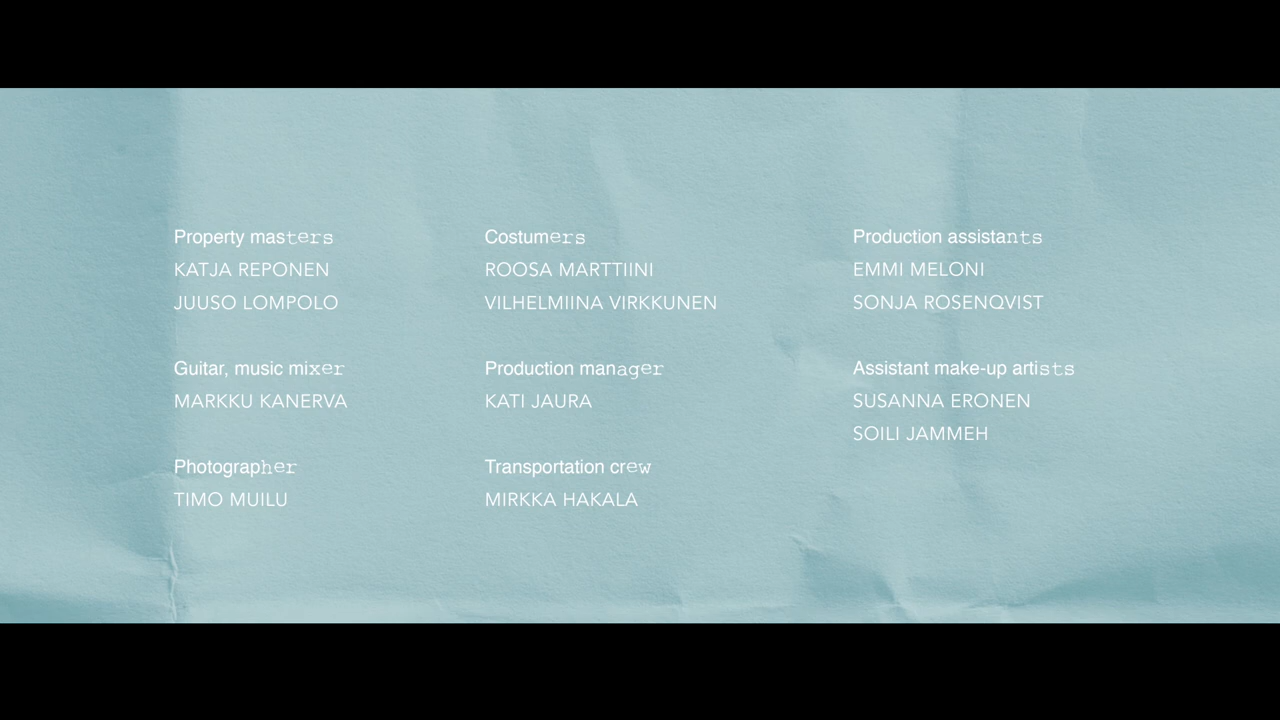 Property masters
KATJA REPONEN
JUUSO LOMPOLO
Guitar, music mixer
MARKKU KANERVA
Photographer
TIMO MUILU
Costumers
ROOSA MARTTIINI
VILHELMIINA VIRKKUNEN
Production manager
KATI JAURA
Transportation crew
MIRKKA HAKALA
Production assistants
EMMI MELONI
SONJA ROSENQVIST
Assistant make-up artists
SUSANNA ERONEN
SOILI JAMMEH